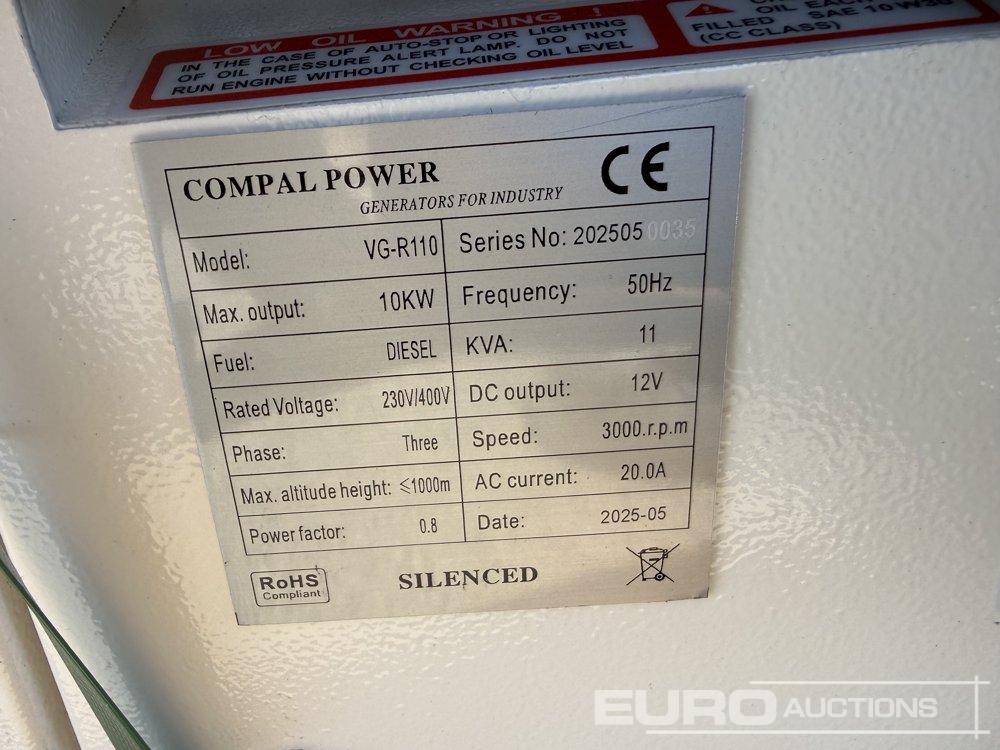 LOW OIL WARNING !
IN THE CASE OF AUTO-STOP OR LIGHTING
OF OIL PRESSURE ALERT LAMP. DO NOT
RUN ENGINE WITHOUT CHECKING OIL LEVEL
OIL EACH
FILLED SAE 10W30
(CC CLASS)
COMPAL POWER
GENERATORS FOR INDUSTRY
CE
Model: VG-R110 Series No: 2025050035
Max. output: 10KW Frequency: 50Hz
Fuel: DIESEL KVA: 11
Rated Voltage: 230V/400V DC output: 12V
Phase: Three Speed: 3000.r.p.m
Max. altitude height: ≤1000m AC current: 20.0A
Power factor: 0.8 Date: 2025-05
RoHS
Compliant
SILENCED
EURO AUCTIONS